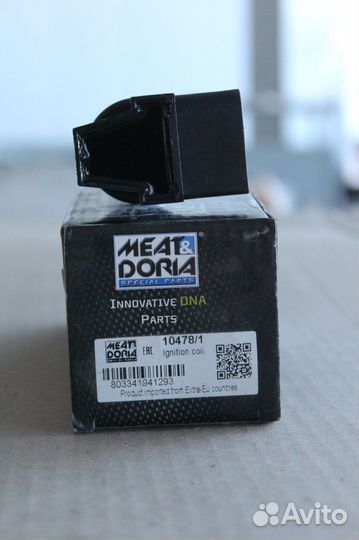 MEAT&
DORIA
SPECIAL PARTS
INNOVATIVE DNA
PARTS
MEAT&
DORIA
EAC
10478/1
Ignition coil
803341941293
Product imported from Extra-Eu countries
Avito